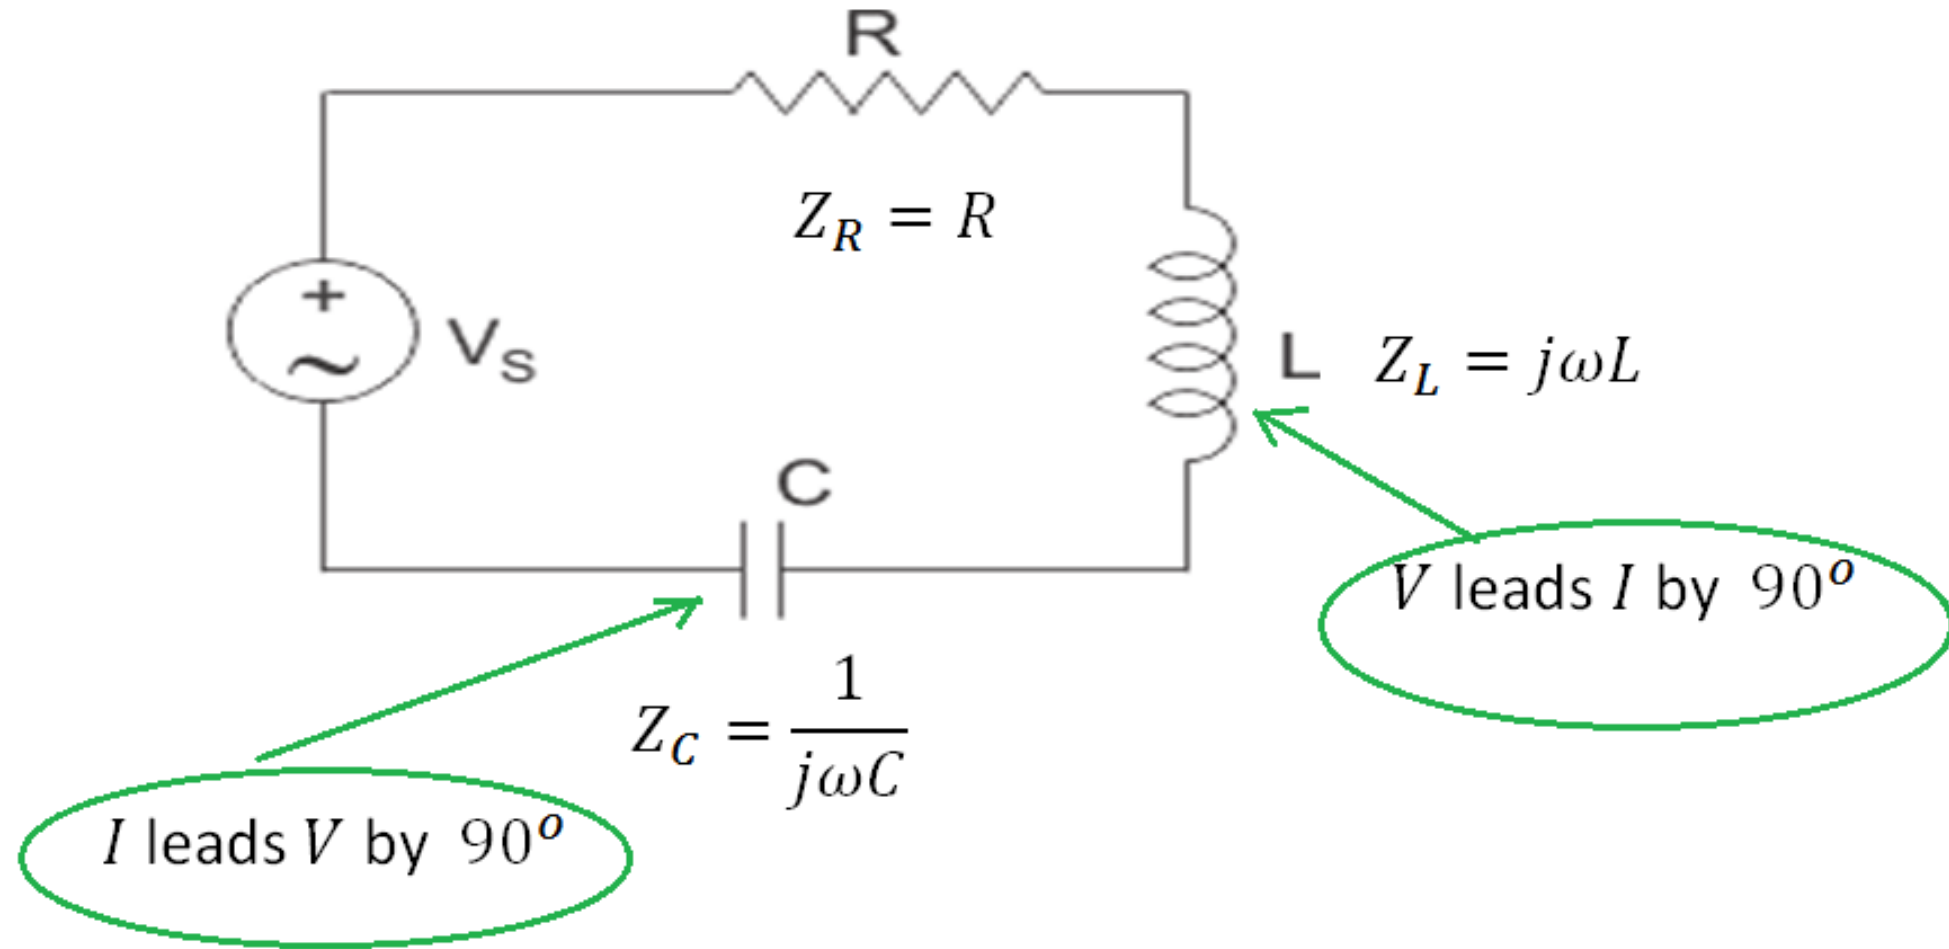 R
Z_R = R
+
~
V_S
L Z_L = jωL
C
V leads I by 90^o
Z_C = 1/jωC
I leads V by 90^o